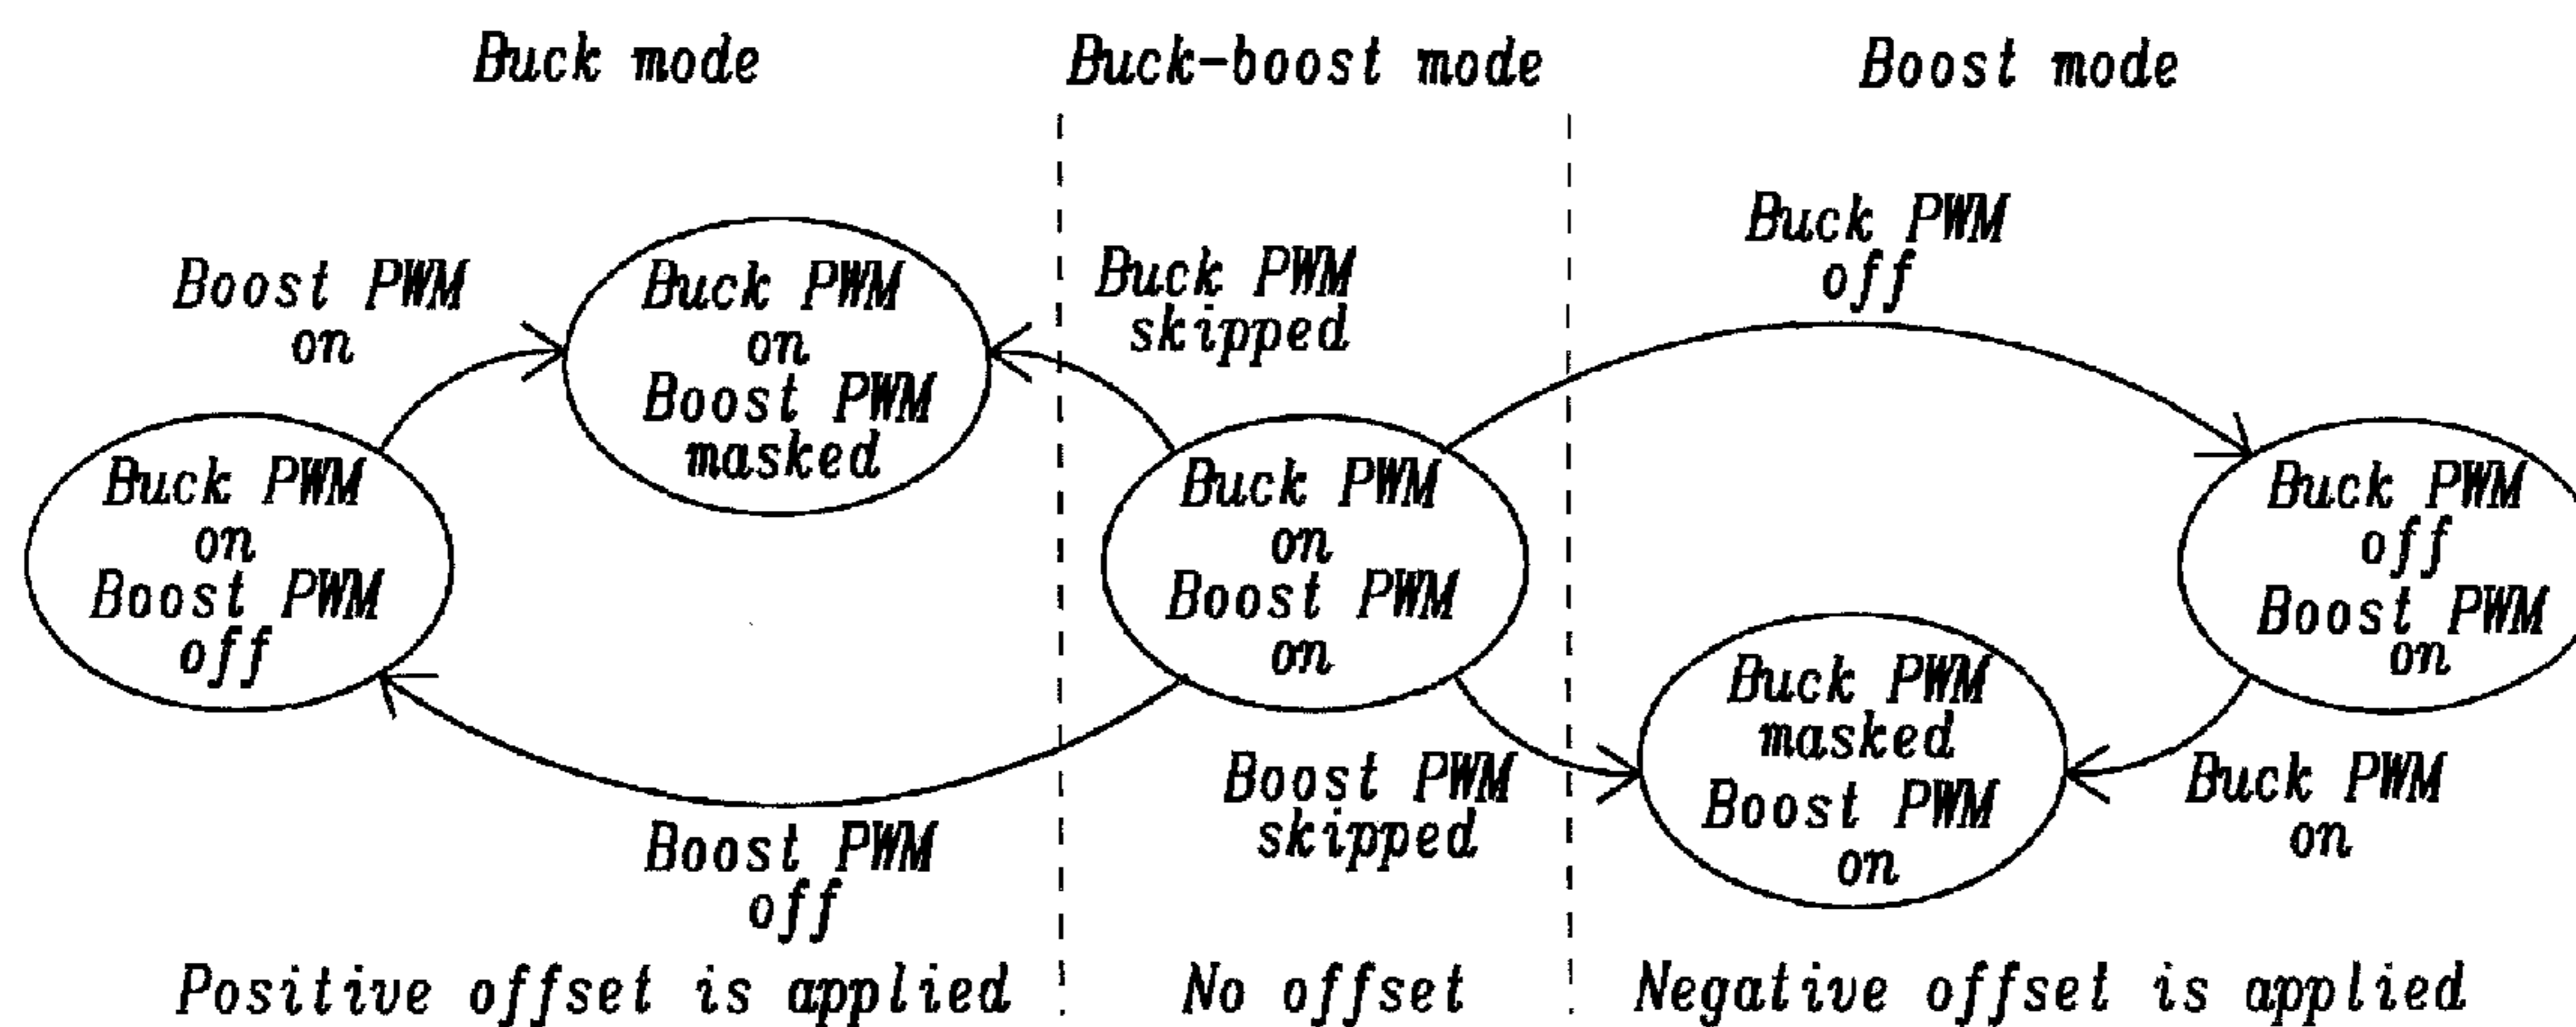 Buck mode
Buck-boost mode
Boost mode
Boost PWM
on
Buck PWM
on
Boost PWM
masked
Buck PWM
skipped
Buck PWM
off
Buck PWM
on
Boost PWM
off
Buck PWM
on
Boost PWM
on
Buck PWM
off
Boost PWM
on
Buck PWM
masked
Boost PWM
on
Boost PWM
off
Boost PWM
skipped
Buck PWM
on
Positive offset is applied
No offset
Negative offset is applied